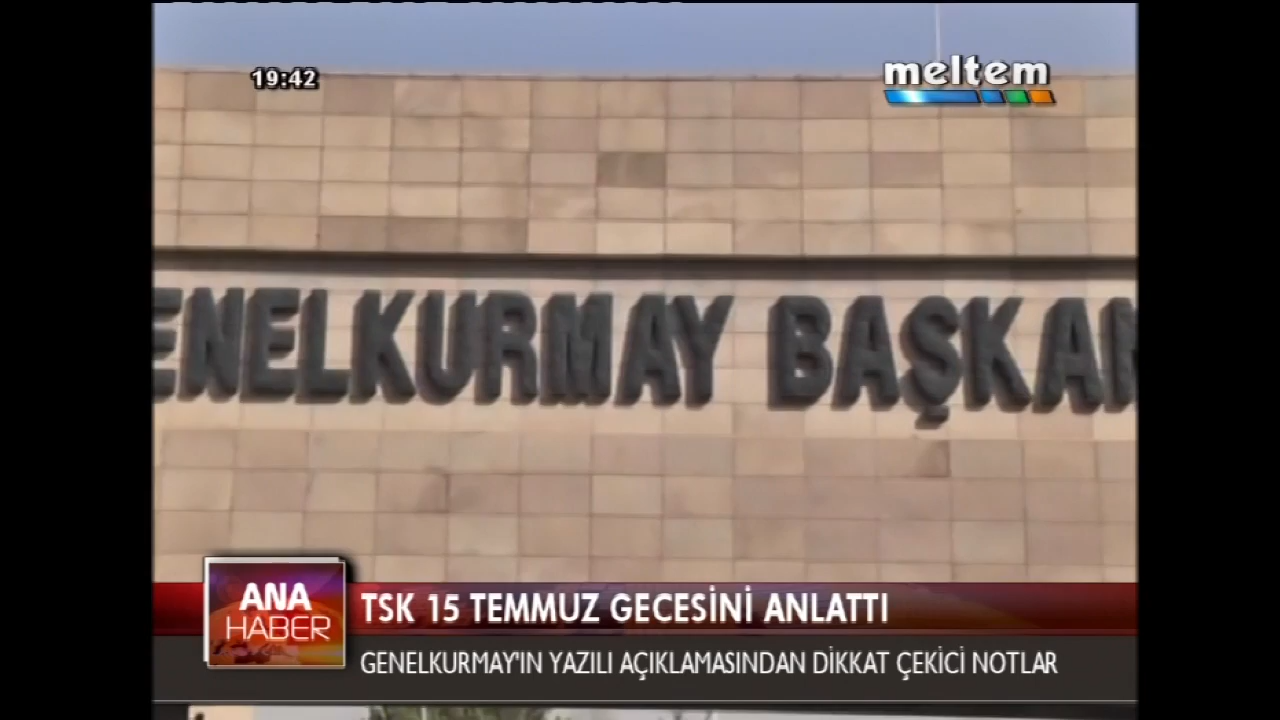 19:42
meltem
ENELKURMAY BAŞKAN
ANA
HABER
TSK 15 TEMMUZ GECESİNİ ANLATTI
GENELKURMAY'IN YAZILI AÇIKLAMASINDAN DİKKAT ÇEKİCİ NOTLAR